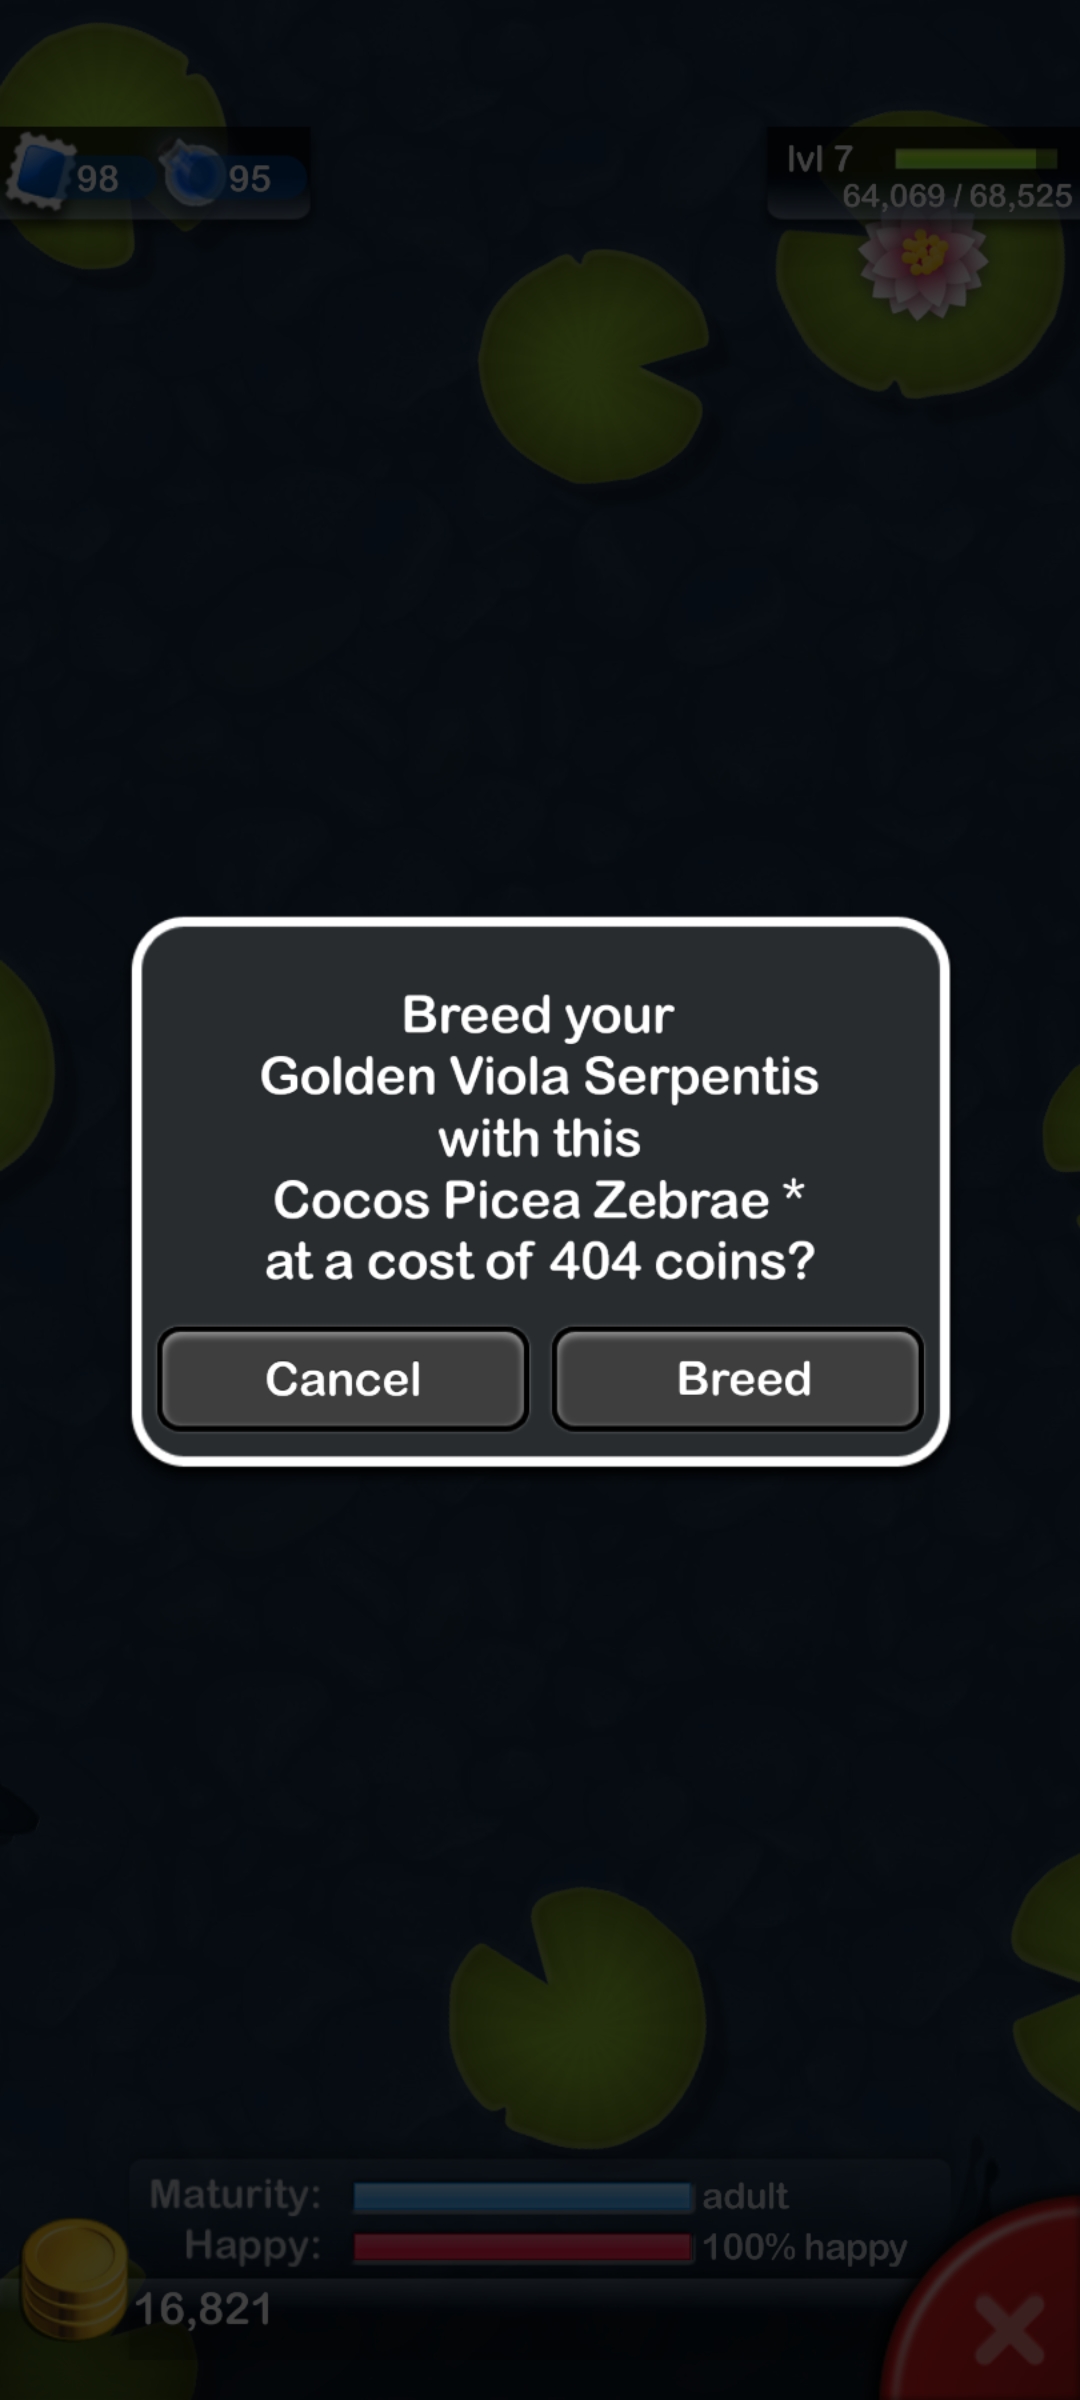 98
95
lvl 7
64,069 / 68,525
Breed your
Golden Viola Serpentis
with this
Cocos Picea Zebrae *
at a cost of 404 coins?
Cancel
Breed
Maturity:
adult
Happy:
100% happy
16,821